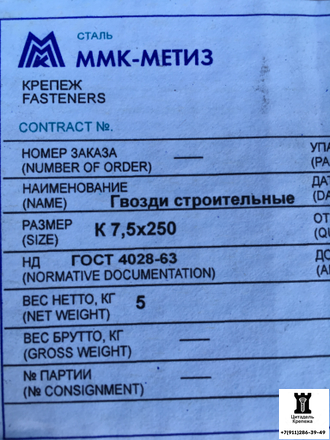 СТАЛЬ
ММК-МЕТИЗ
КРЕПЕЖ
FASTENERS
CONTRACT №.
НОМЕР ЗАКАЗА
(NUMBER OF ORDER)
НАИМЕНОВАНИЕ
(NAME) Гвозди строительные
РАЗМЕР
(SIZE) К 7,5х250
НД ГОСТ 4028-63
(NORMATIVE DOCUMENTATION)
ВЕС НЕТТО, КГ 5
(NET WEIGHT)
ВЕС БРУТТО, КГ
(GROSS WEIGHT)
№ ПАРТИИ
(№ CONSIGNMENT)
Цитадель
Крепежа
+7(911)286-39-49